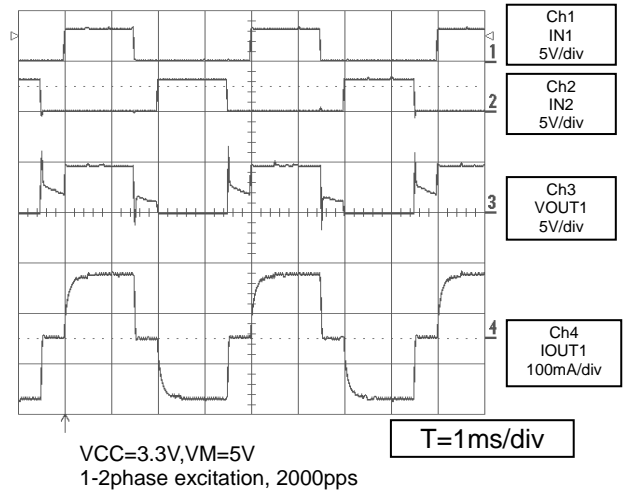 Ch1
IN1
5V/div
1
Ch2
IN2
5V/div
2
Ch3
VOUT1
5V/div
3
Ch4
IOUT1
100mA/div
4
T=1ms/div
VCC=3.3V,VM=5V
1-2phase excitation, 2000pps